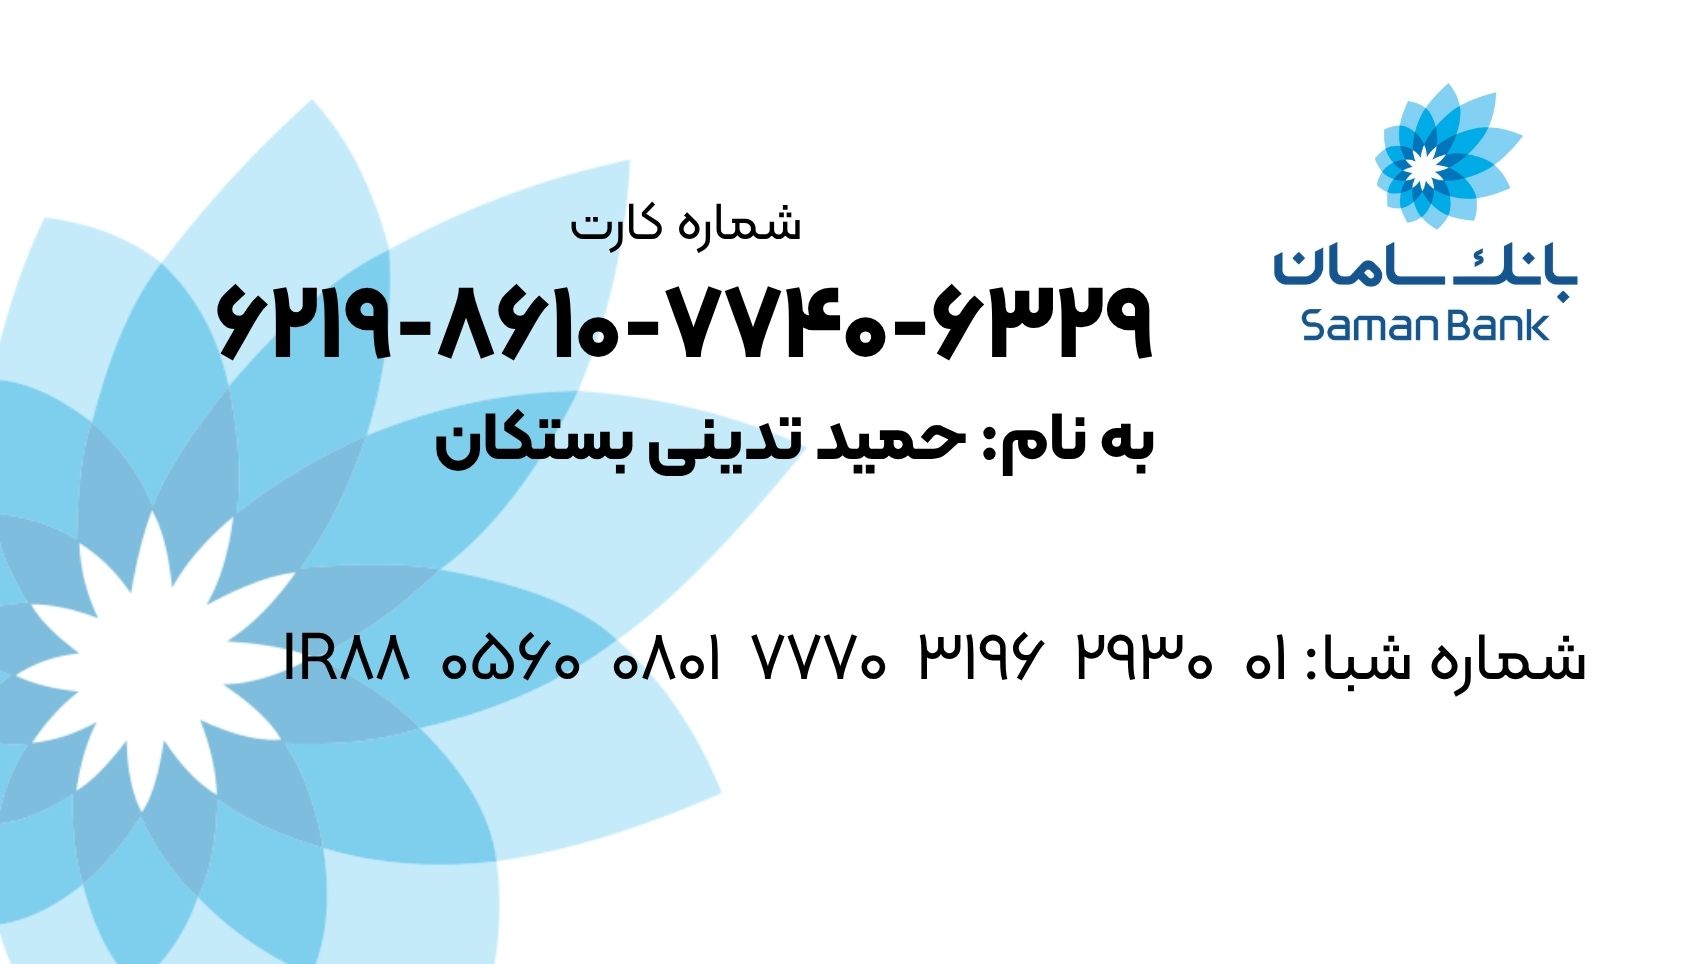 بانك سامان
Saman Bank
شماره کارت
۶۲۱۹-۸۶۱۰-۷۷۴۰-۶۳۲۹
به نام: حمید تدینی بستکان
شماره شبا: IR۸۸ ۰۵۶۰ ۰۸۰۱ ۷۷۷۰ ۳۱۹۶ ۲۹۳۰ ۰۱